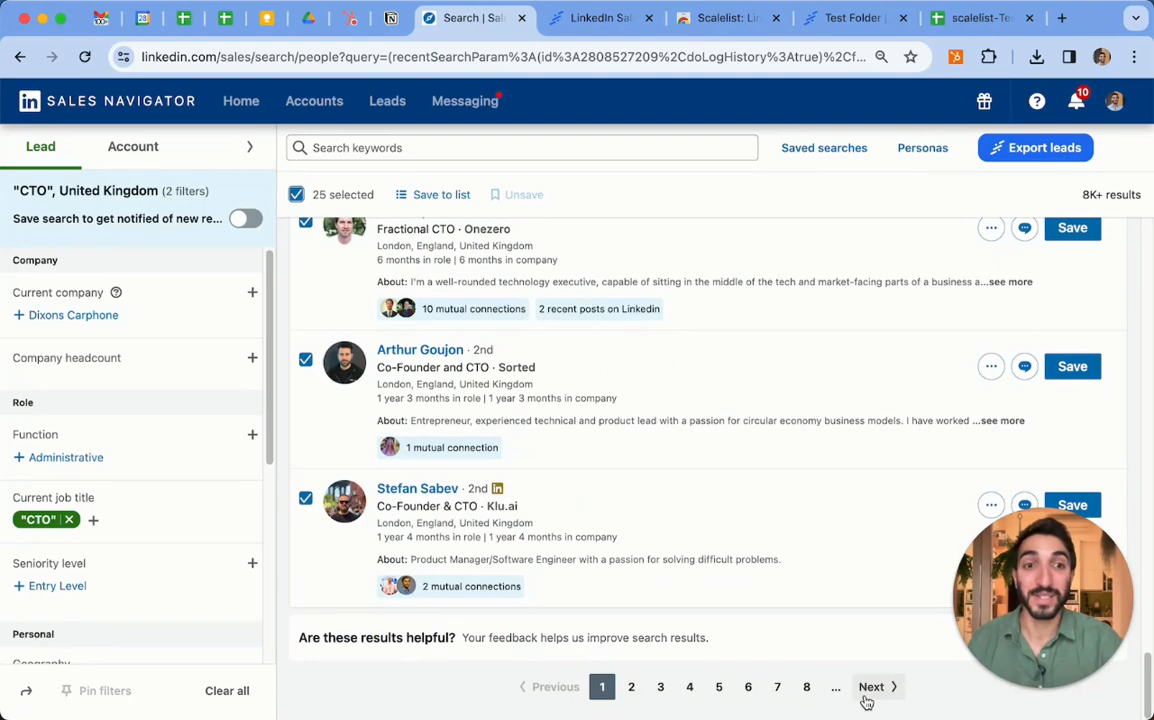 Search | Sale
LinkedIn Sal
Scalelist: Lin
Test Folder |
scalelist-Tes
linkedin.com/sales/search/people?query=(recentSearchParam%3A(id%3A2808527209%2CdoLogHistory%3Atrue)%2Cf...
in SALES NAVIGATOR
Home
Accounts
Leads
Messaging
10
Lead
Account
Search keywords
Saved searches
Personas
Export leads
"CTO", United Kingdom (2 filters)
Save search to get notified of new re...
25 selected
Save to list
Unsave
8K+ results
Company
Current company
+ Dixons Carphone
Company headcount
Role
Function
+ Administrative
Current job title
"CTO"
Seniority level
+ Entry Level
Personal
Pin filters
Clear all
Fractional CTO · Onezero
London, England, United Kingdom
6 months in role | 6 months in company
About: I'm a well-rounded technology executive, capable of sitting in the middle of the tech and market-facing parts of a business a...see more
10 mutual connections
2 recent posts on Linkedin
Save
Arthur Goujon · 2nd
Co-Founder and CTO · Sorted
London, England, United Kingdom
1 year 3 months in role | 1 year 3 months in company
About: Entrepreneur, experienced technical and product lead with a passion for circular economy business models. I have worked ...see more
1 mutual connection
Save
Stefan Sabev · 2nd in
Co-Founder & CTO · Klu.ai
London, England, United Kingdom
1 year 4 months in role | 1 year 4 months in company
About: Product Manager/Software Engineer with a passion for solving difficult problems.
2 mutual connections
Save
Are these results helpful? Your feedback helps us improve search results.
Previous 1 2 3 4 5 6 7 8 ... Next